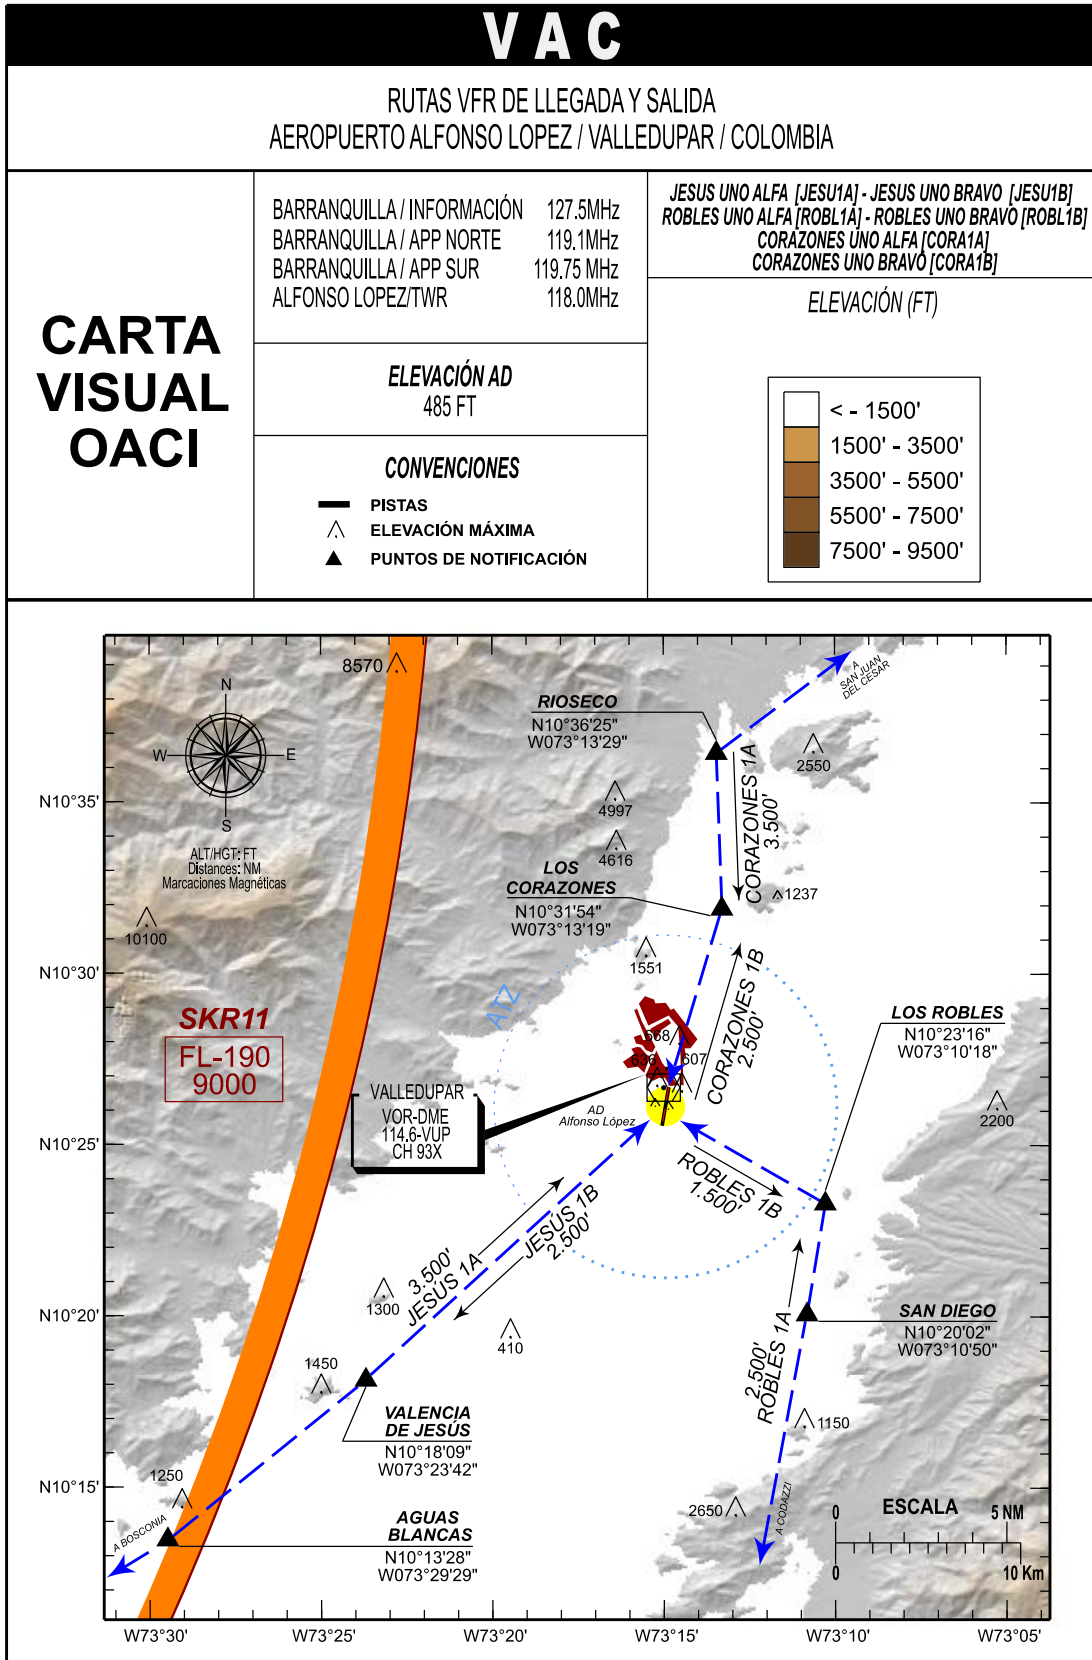 VAC
RUTAS VFR DE LLEGADA Y SALIDA
AEROPUERTO ALFONSO LOPEZ / VALLEDUPAR / COLOMBIA
CARTA
VISUAL
OACI
BARRANQUILLA / INFORMACIÓN 127.5MHz
BARRANQUILLA / APP NORTE 119.1MHz
BARRANQUILLA / APP SUR 119.75 MHz
ALFONSO LOPEZ/TWR 118.0MHz
ELEVACIÓN AD
485 FT
CONVENCIONES
PISTAS
ELEVACIÓN MÁXIMA
PUNTOS DE NOTIFICACIÓN
JESUS UNO ALFA [JESU1A] - JESUS UNO BRAVO [JESU1B]
ROBLES UNO ALFA [ROBL1A] - ROBLES UNO BRAVO [ROBL1B]
CORAZONES UNO ALFA [CORA1A]
CORAZONES UNO BRAVO [CORA1B]
ELEVACIÓN (FT)
< - 1500'
1500' - 3500'
3500' - 5500'
5500' - 7500'
7500' - 9500'
8570
A
SAN JUAN
DEL CESAR
N
W E
S
ALT/HGT: FT
Distances: NM
Marcaciones Magnéticas
RIOSECO
N10°36'25"
W073°13'29"
2550
CORAZONES 1A
3.500'
N10°35'
4997
4616
LOS
CORAZONES
N10°31'54"
W073°13'19"
1237
10100
1551
N10°30'
ATZ
CORAZONES 1B
2.500'
SKR11
FL-190
9000
668
636
607
LOS ROBLES
N10°23'16"
W073°10'18"
2200
VALLEDUPAR
VOR-DME
114.6-VUP
CH 93X
AD
Alfonso López
N10°25'
ROBLES 1B
1.500'
JESÚS 1B
2.500'
3.500'
JESÚS 1A
1300
410
N10°20'
SAN DIEGO
N10°20'02"
W073°10'50"
2.500'
ROBLES 1A
1450
VALENCIA
DE JESÚS
N10°18'09"
W073°23'42"
1150
N10°15'
1250
A BOSCONIA
AGUAS
BLANCAS
N10°13'28"
W073°29'29"
2650
A CODAZZI
ESCALA
0 5 NM
0 10 Km
W73°30' W73°25' W73°20' W73°15' W73°10' W73°05'